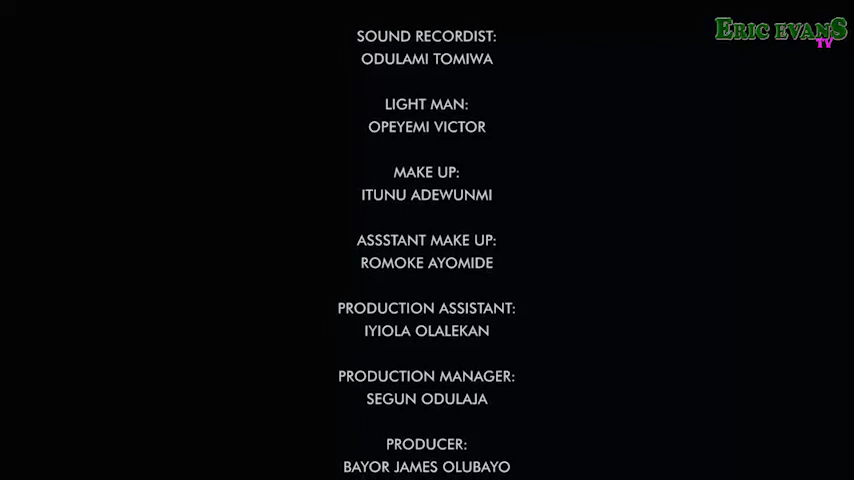 ERIC EVANS
TV
SOUND RECORDIST:
ODULAMI TOMIWA
LIGHT MAN:
OPEYEMI VICTOR
MAKE UP:
ITUNU ADEWUNMI
ASSSTANT MAKE UP:
ROMOKE AYOMIDE
PRODUCTION ASSISTANT:
IYIOLA OLALEKAN
PRODUCTION MANAGER:
SEGUN ODULAJA
PRODUCER:
BAYOR JAMES OLUBAYO